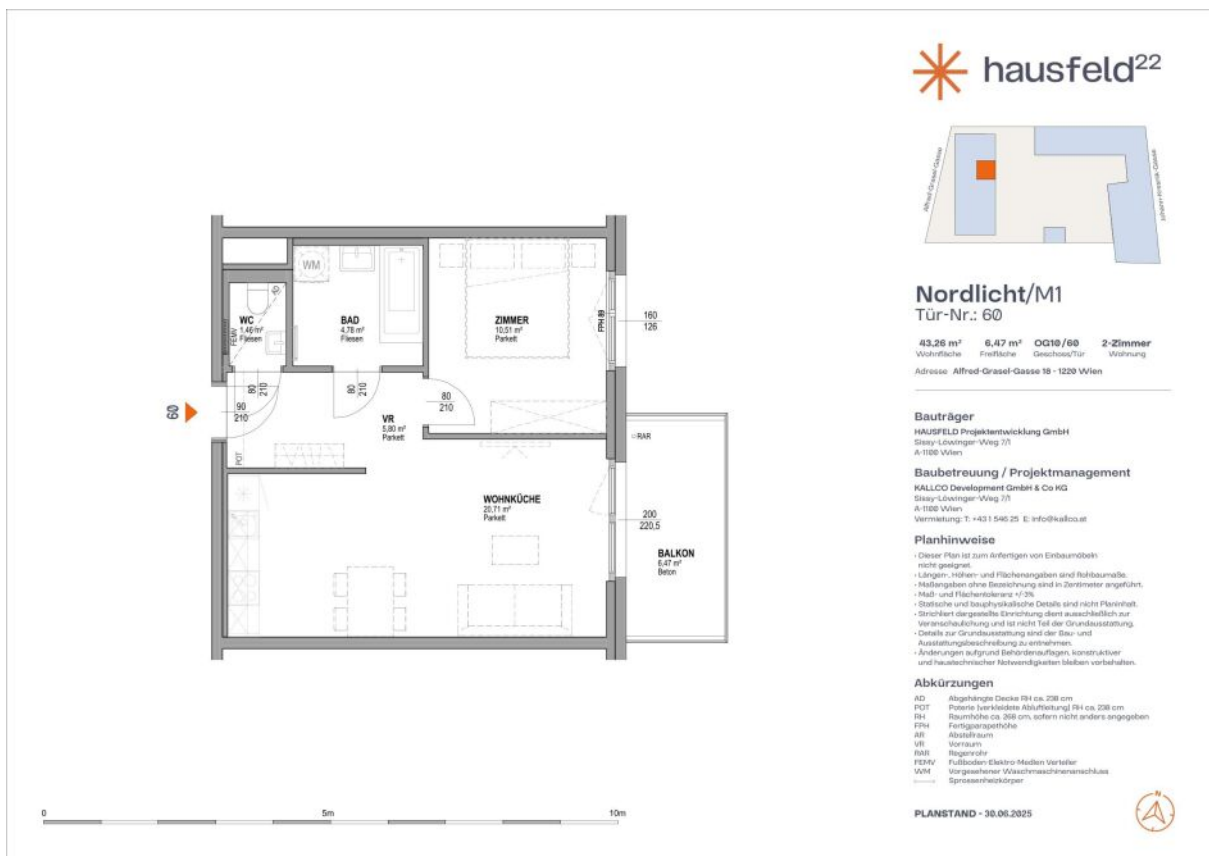 hausfeld²²
Alfred-Grasel-Gasse
Nordlicht/M1
Tür-Nr.: 60
43,26 m² 6,47 m² OG10/60 2-Zimmer
Wohnfläche Freifläche Geschoss/Tür Wohnung
Adresse Alfred-Grasel-Gasse 18 - 1220 Wien
Bauträger
HAUSFELD Projektentwicklung GmbH
Sissy-Löwinger-Weg 7/1
A-1100 Wien
Baubetreuung / Projektmanagement
KALLCO Development GmbH & Co KG
Sissy-Löwinger-Weg 7/1
A-1100 Wien
Vermietung: T: +43 1 546 25 E: info@kallco.at
Planhinweise
- Dieser Plan ist zum Anfertigen von Einbaumöbeln
nicht geeignet.
- Längen-, Höhen- und Flächenangaben sind Rohbaumaße.
- Maßangaben ohne Bezeichnung sind in Zentimeter angeführt.
- Maß- und Flächentoleranz +/-3%
- Statische und bauphysikalische Details sind nicht Planinhalt.
- Strichliert dargestellte Einrichtung dient ausschließlich zur
Veranschaulichung und ist nicht Teil der Grundausstattung.
- Details zur Grundausstattung sind der Bau- und
Ausstattungsbeschreibung zu entnehmen.
- Änderungen aufgrund Behördenauflagen, konstruktiver
und haustechnischer Notwendigkeiten bleiben vorbehalten.
Abkürzungen
AD Abgehängte Decke RH ca. 238 cm
POT Poterie (verkleidete Abluftleitung) RH ca. 238 cm
RH Raumhöhe ca. 268 cm, sofern nicht anders angegeben
FPH Fertigparapethöhe
AR Abstellraum
VR Vorraum
RAR Regenrohr
FEMV Fußboden-Elektro-Medien Verteiler
WM Vorgesehener Waschmaschinenanschluss
Sprossenheizkörper
PLANSTAND - 30.06.2025
N
WM
AD
WC
1,46 m²
Fliesen
FEMV
BAD
4,78 m²
Fliesen
ZIMMER
10,51 m²
Parkett
FPH 89
160
126
80
210
80
210
80
210
90
210
60
VR
5,80 m²
Parkett
POT
RAR
WOHNKÜCHE
20,71 m²
Parkett
200
220,5
BALKON
6,47 m²
Beton
0 5m 10m